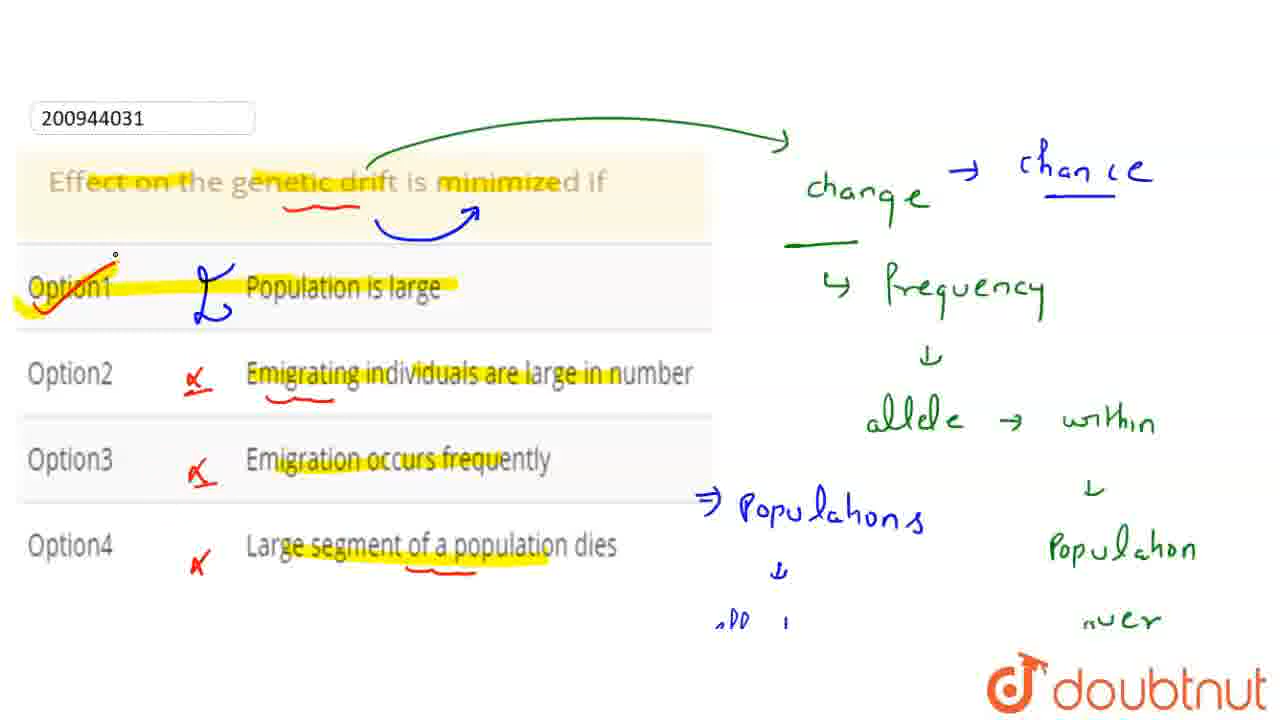 200944031
Effect on the genetic drift is minimized if
Option1 Population is large
Option2 Emigrating individuals are large in number
Option3 Emigration occurs frequently
Option4 Large segment of a population dies
change → chance
↳ frequency
↓
allele → within
↓
population
over
⇒ populations
↓
doubtnut